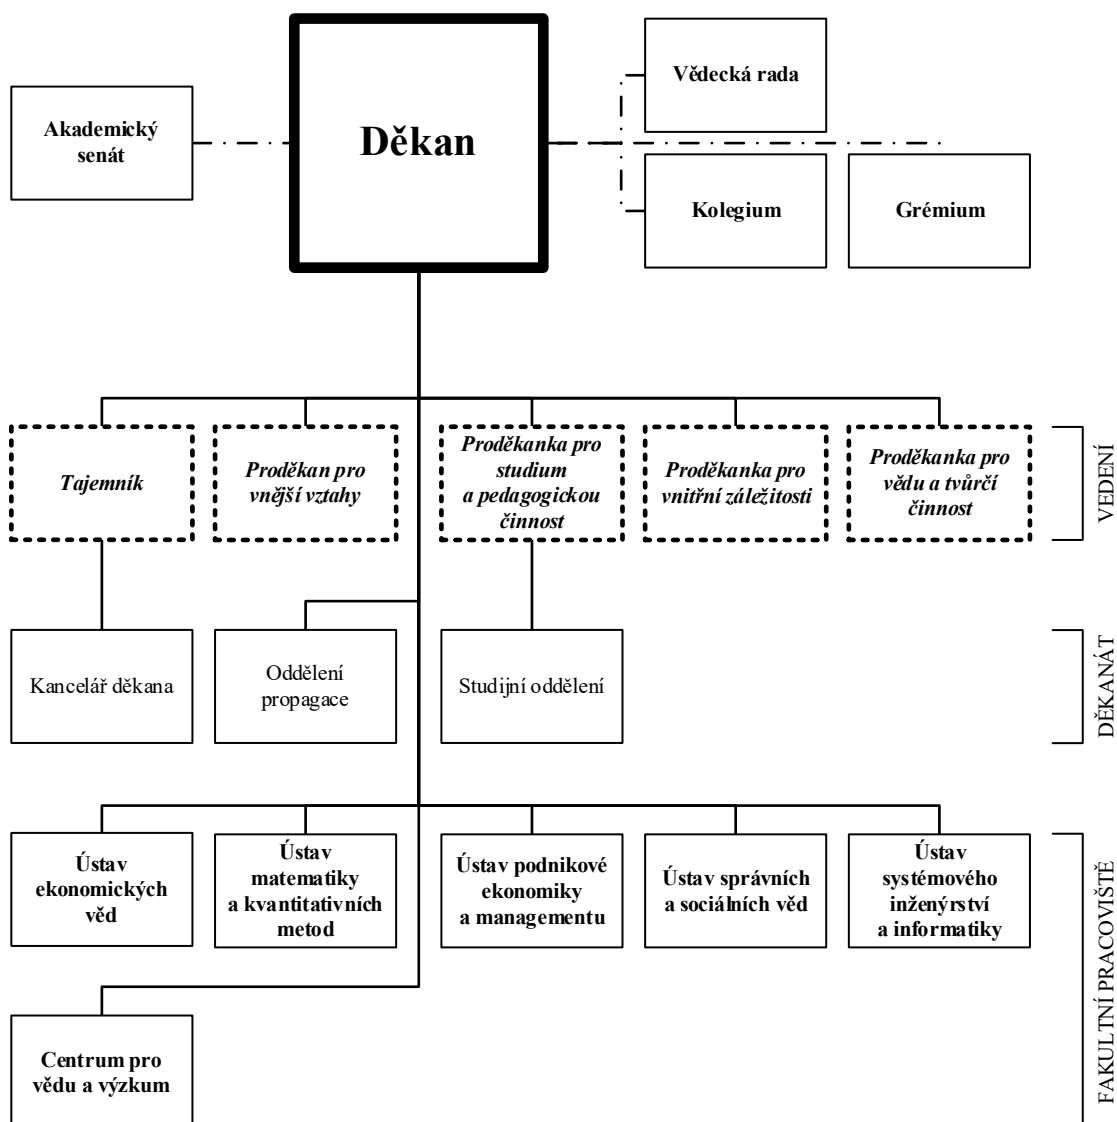 Děkan
Vědecká rada
Akademický
senát
Kolegium
Grémium
Tajemník
Proděkan pro
vnější vztahy
Proděkanka pro
studium
a pedagogickou
činnost
Proděkanka pro
vnitřní záležitosti
Proděkanka pro
vědu a tvůrčí
činnost
VEDENÍ
Kancelář děkana
Oddělení
propagace
Studijní oddělení
DĚKANÁT
Ústav
ekonomických
věd
Ústav
matematiky
a kvantitativních
metod
Ústav podnikové
ekonomiky
a managementu
Ústav správních
a sociálních věd
Ústav
systémového
inženýrství
a informatiky
Centrum pro
vědu a výzkum
FAKULTNÍ PRACOVIŠTĚ